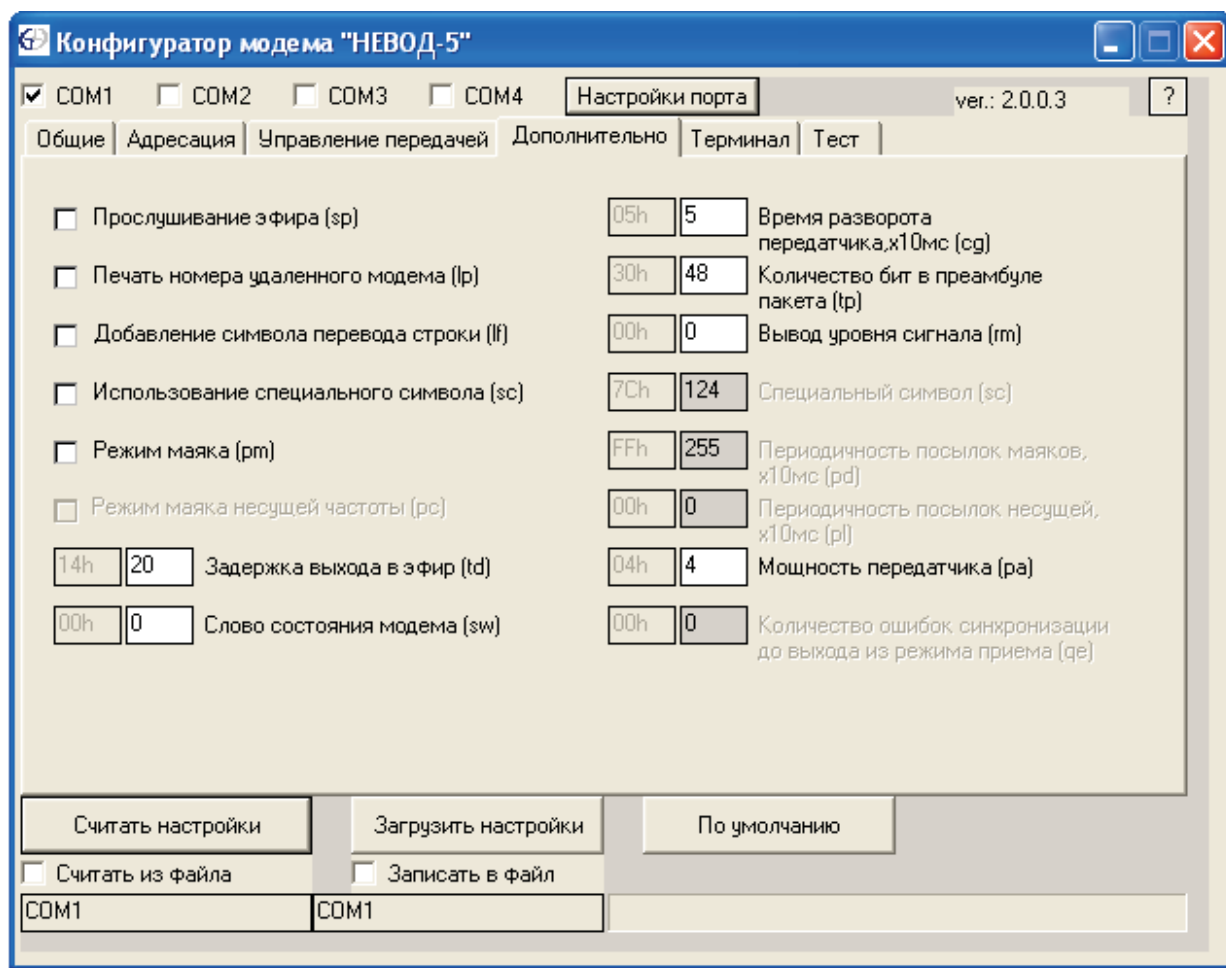 Конфигуратор модема "НЕВОД-5"
COM1 COM2 COM3 COM4 Настройки порта ver.: 2.0.0.3 ?
Общие Адресация Управление передачей Дополнительно Терминал Тест
Прослушивание эфира (sp)
05h 5 Время разворота
передатчика,x10мс (cg)
Печать номера удаленного модема (lp)
30h 48 Количество бит в преамбуле
пакета (tp)
Добавление символа перевода строки (lf)
00h 0 Вывод уровня сигнала (rm)
Использование специального символа (sc)
7Ch 124 Специальный символ (sc)
Режим маяка (pm)
FFh 255 Периодичность посылок маяков,
x10мс (pd)
Режим маяка несущей частоты (pc)
00h 0 Периодичность посылок несущей,
x10мс (pl)
14h 20 Задержка выхода в эфир (td)
04h 4 Мощность передатчика (pa)
00h 0 Слово состояния модема (sw)
00h 0 Количество ошибок синхронизации
до выхода из режима приема (qe)
Считать настройки Загрузить настройки По умолчанию
Считать из файла Записать в файл
COM1 COM1